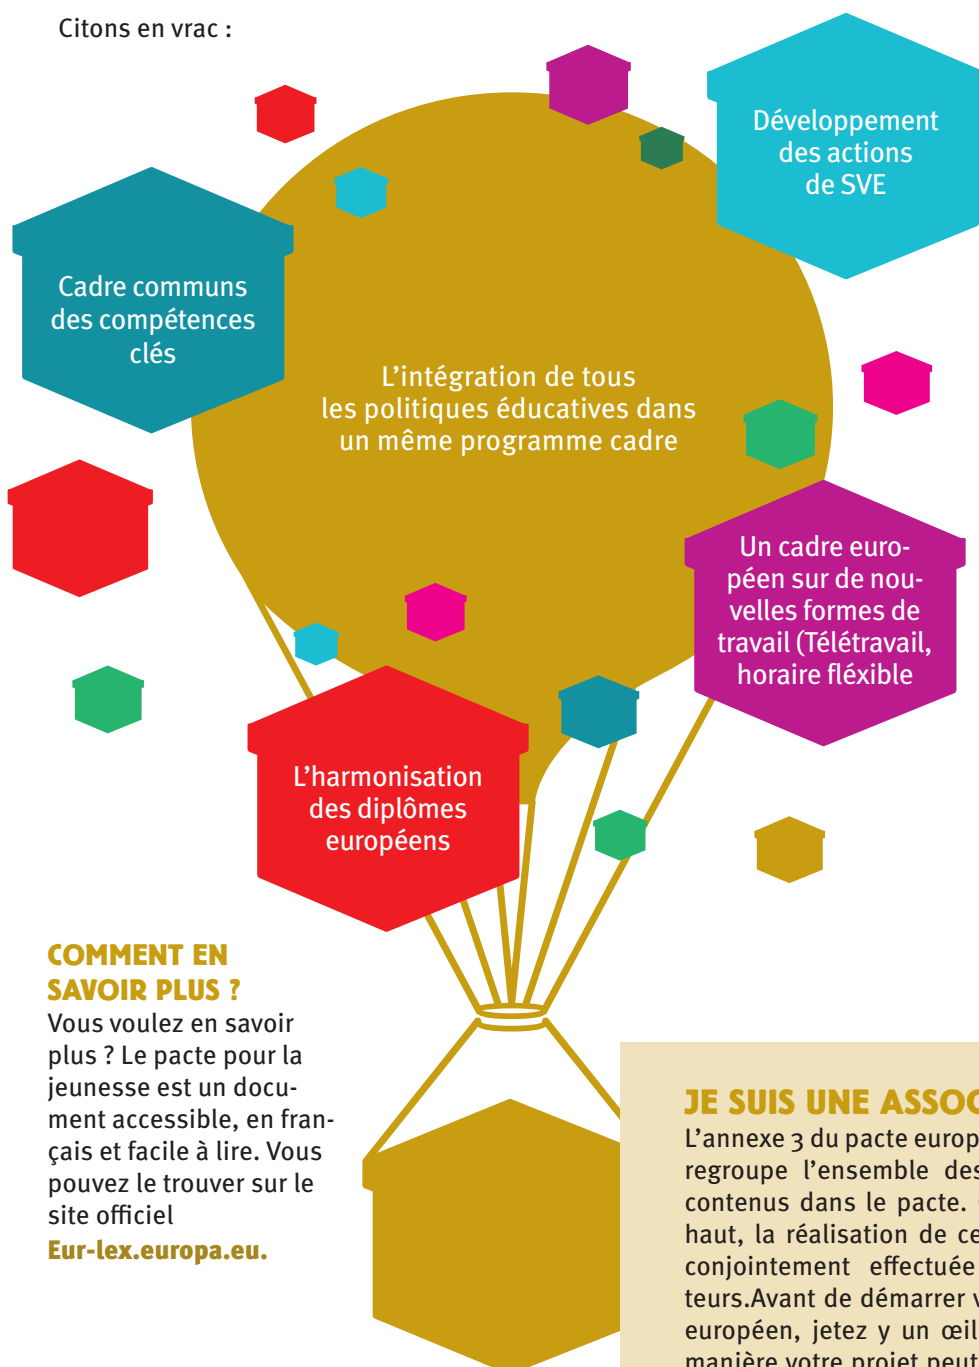 Citons en vrac :
Développement
des actions
de SVE
Cadre communs
des compétences
clés
L’intégration de tous
les politiques éducatives dans
un même programme cadre
Un cadre euro-
péen sur de nou-
velles formes de
travail (Télétravail,
horaire fléxible
L’harmonisation
des diplômes
européens
COMMENT EN
SAVOIR PLUS ?
Vous voulez en savoir
plus ? Le pacte pour la
jeunesse est un docu-
ment accessible, en fran-
çais et facile à lire. Vous
pouvez le trouver sur le
site officiel
Eur-lex.europa.eu.
JE SUIS UNE
L’annexe 3 du pacte
regroupe l’ensemble des
contenus dans le pacte.
haut, la réalisation de
conjointement effectuée
teurs.Avant de démarrer
européen, jetez y un œil
manière votre projet peut